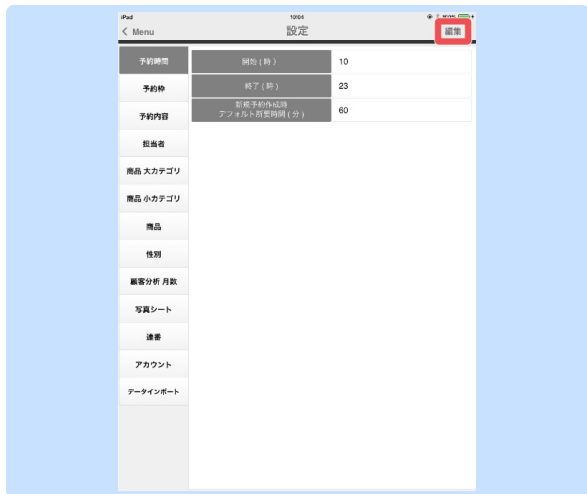 iPad
10:04
< Menu
設定
編集
予約時間
開始(時)
10
予約枠
終了(時)
23
予約内容
新規予約作成時
デフォルト所要時間(分)
60
担当者
商品 大カテゴリ
商品 小カテゴリ
商品
性別
顧客分析 月数
写真シート
連番
アカウント
データインポート